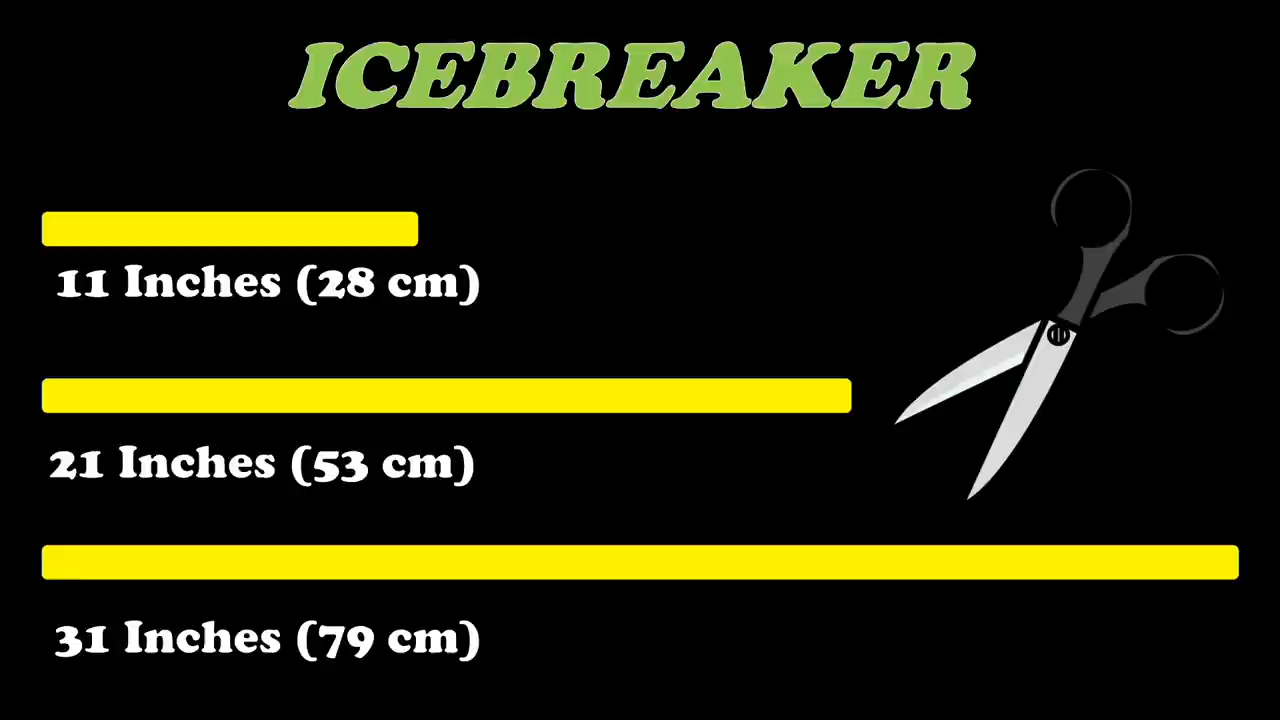 ICEBREAKER
11 Inches (28 cm)
21 Inches (53 cm)
31 Inches (79 cm)